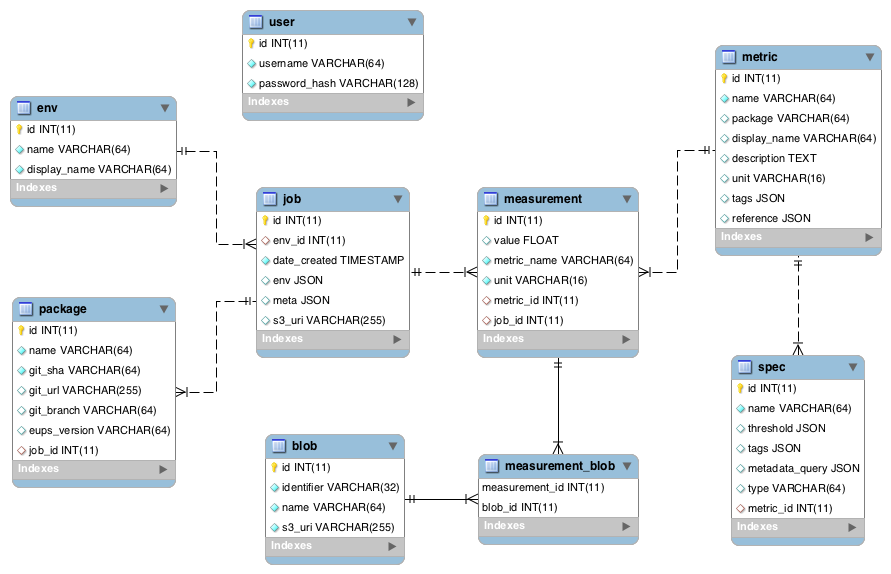 user
id INT(11)
username VARCHAR(64)
password_hash VARCHAR(128)
Indexes
metric
id INT(11)
name VARCHAR(64)
package VARCHAR(64)
display_name VARCHAR(64)
description TEXT
unit VARCHAR(16)
tags JSON
reference JSON
Indexes
env
id INT(11)
name VARCHAR(64)
display_name VARCHAR(64)
Indexes
job
id INT(11)
env_id INT(11)
date_created TIMESTAMP
env JSON
meta JSON
s3_uri VARCHAR(255)
Indexes
measurement
id INT(11)
value FLOAT
metric_name VARCHAR(64)
unit VARCHAR(16)
metric_id INT(11)
job_id INT(11)
Indexes
package
id INT(11)
name VARCHAR(64)
git_sha VARCHAR(64)
git_url VARCHAR(255)
git_branch VARCHAR(64)
eups_version VARCHAR(64)
job_id INT(11)
Indexes
spec
id INT(11)
name VARCHAR(64)
threshold JSON
tags JSON
metadata_query JSON
type VARCHAR(64)
metric_id INT(11)
Indexes
blob
id INT(11)
identifier VARCHAR(32)
name VARCHAR(64)
s3_uri VARCHAR(255)
Indexes
measurement_blob
measurement_id INT(11)
blob_id INT(11)
Indexes